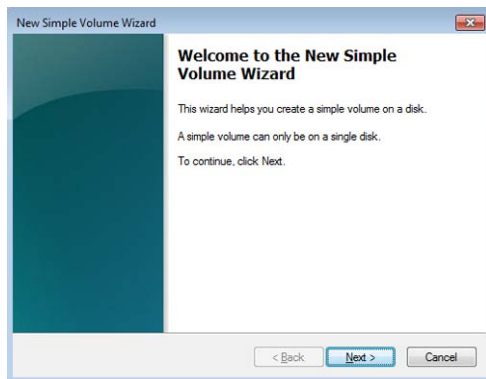 New Simple Volume Wizard
Welcome to the New Simple
Volume Wizard
This wizard helps you create a simple volume on a disk.
A simple volume can only be on a single disk.
To continue, click Next.
< Back
Next >
Cancel